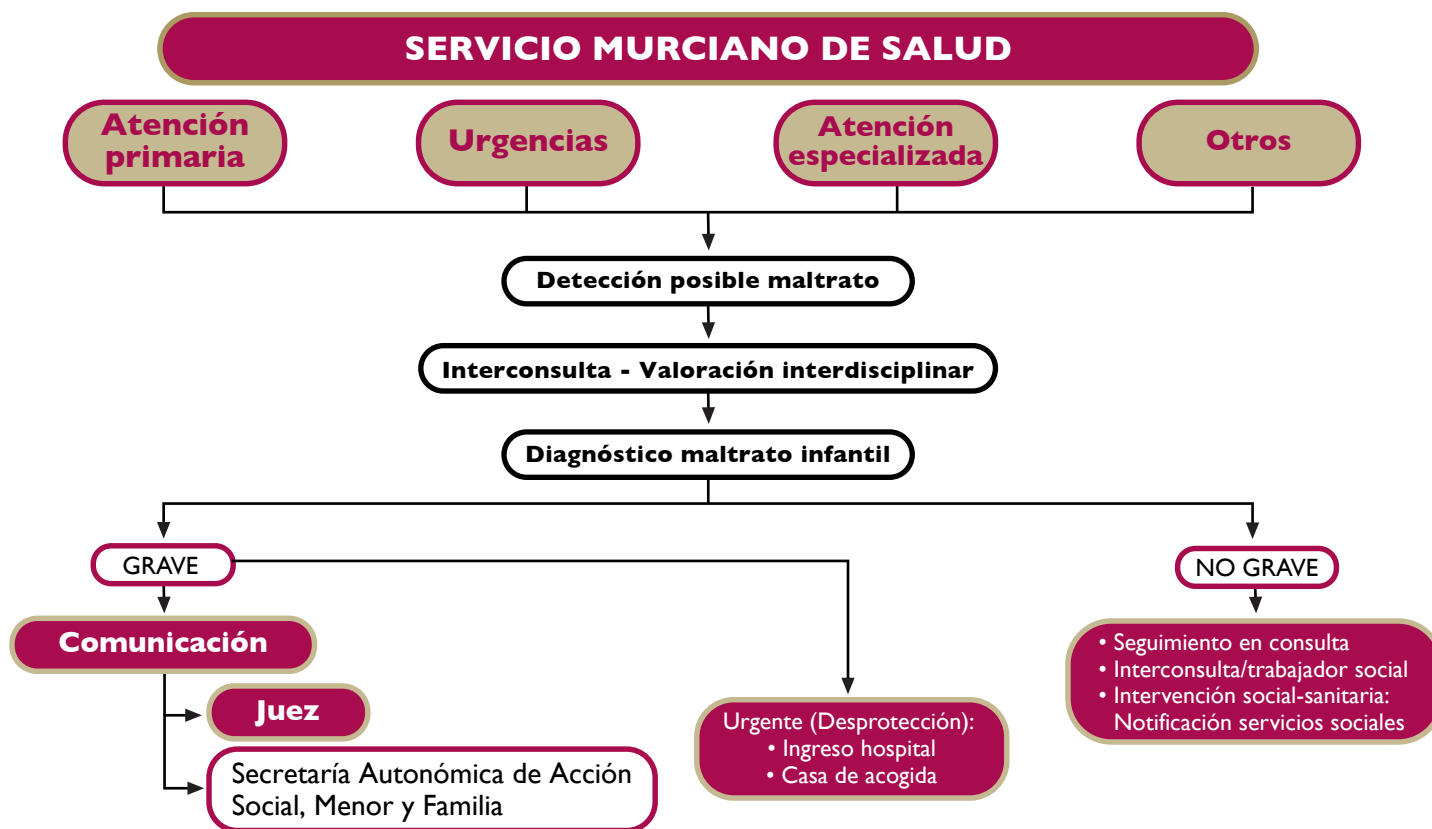 SERVICIO MURCIANO DE SALUD
Atención
primaria
Urgencias
Atención
especializada
Otros
Detección posible maltrato
Interconsulta - Valoración interdisciplinar
Diagnóstico maltrato infantil
GRAVE
NO GRAVE
Comunicación
Juez
Secretaría Autonómica de Acción
Social, Menor y Familia
Urgente (Desprotección):
• Ingreso hospital
• Casa de acogida
• Seguimiento en consulta
• Interconsulta/trabajador social
• Intervención social-sanitaria:
Notificación servicios sociales